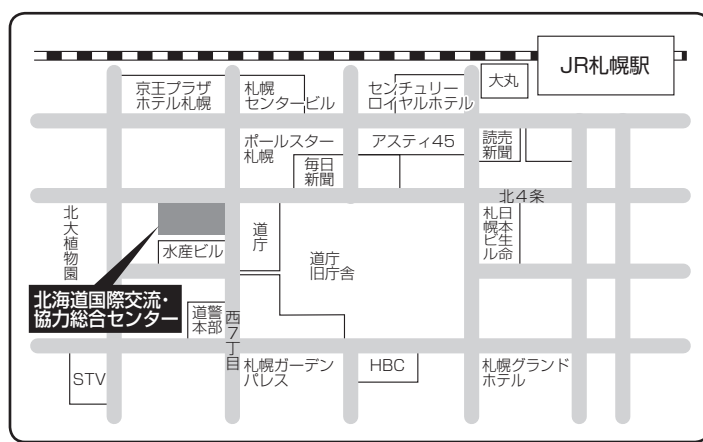 JR札幌駅
大丸
京王プラザ
ホテル札幌
札幌
センタービル
センチュリー
ロイヤルホテル
ポールスター
札幌
アスティ45
読売
新聞
毎日
新聞
北4条
北大植物園
道庁
日本生命
札幌ビル
水産ビル
道庁
旧庁舎
北海道国際交流・
協力総合センター
道警
本部
西7丁目
札幌ガーデン
パレス
HBC
札幌グランド
ホテル
STV